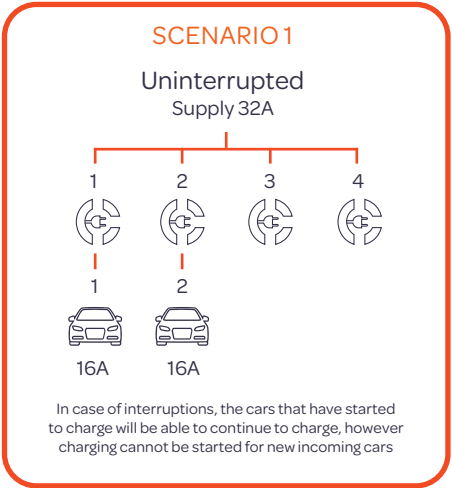 SCENARIO 1
Uninterrupted
Supply 32A
1 2 3 4
1 2
16A 16A
In case of interruptions, the cars that have started
to charge will be able to continue to charge, however
charging cannot be started for new incoming cars